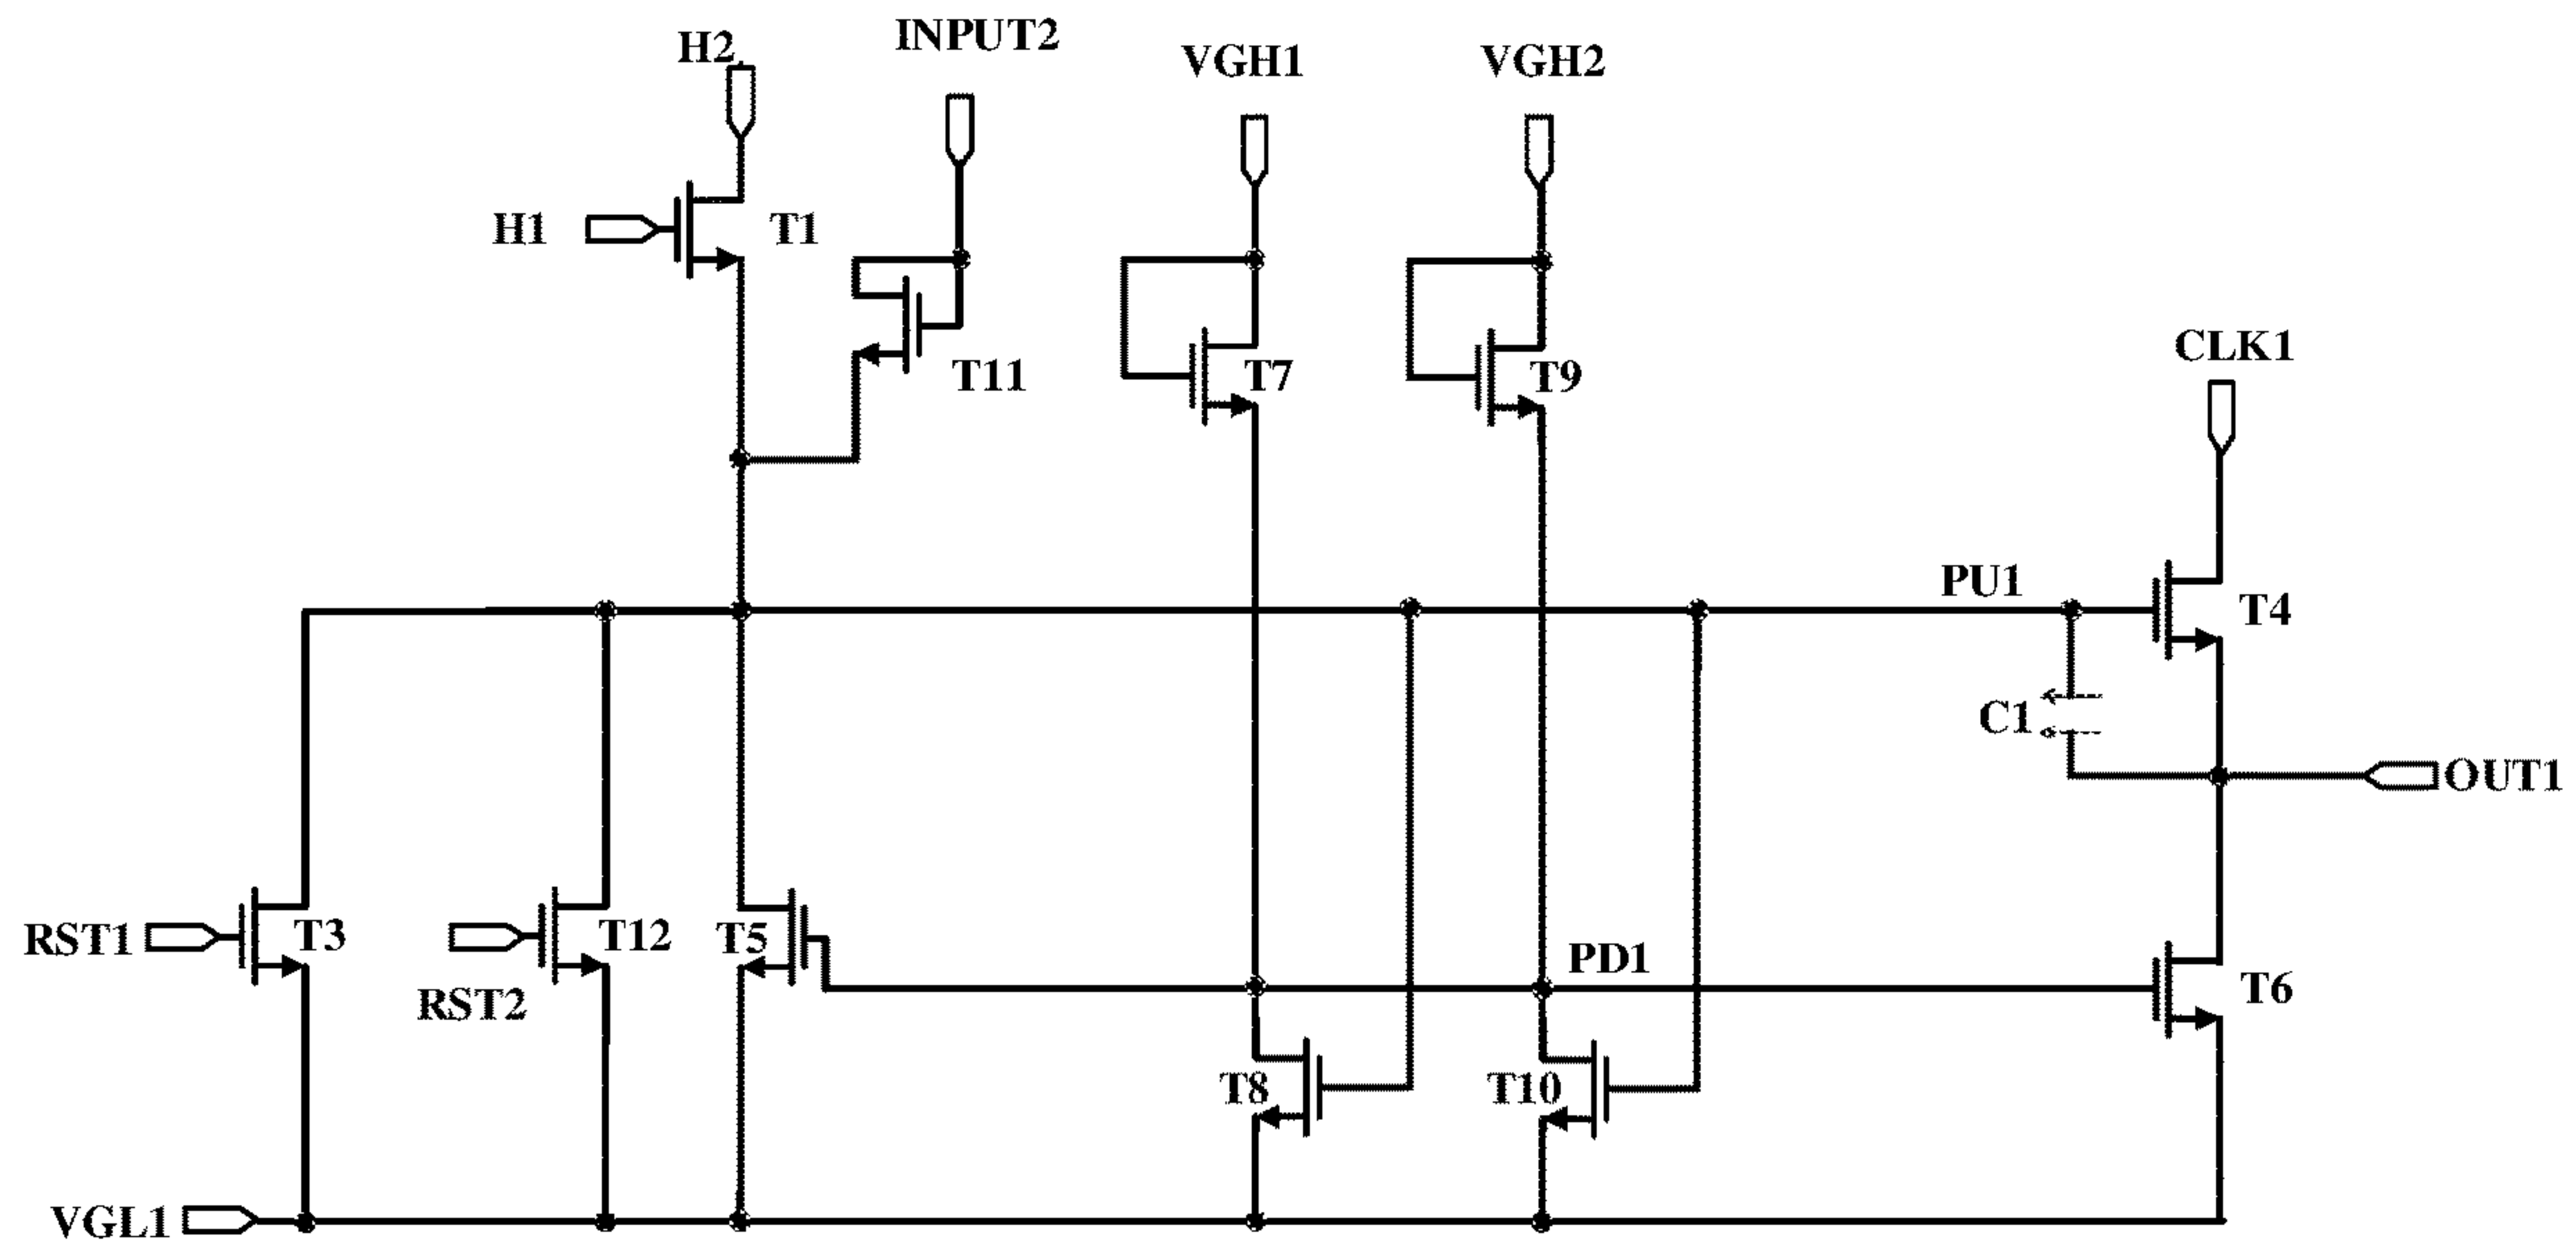 INPUT2
H2
VGH1
VGH2
H1
T1
CLK1
T11
T7
T9
PU1
T4
C1
OUT1
RST1
T3
T12
T5
PD1
T6
RST2
T8
T10
VGL1